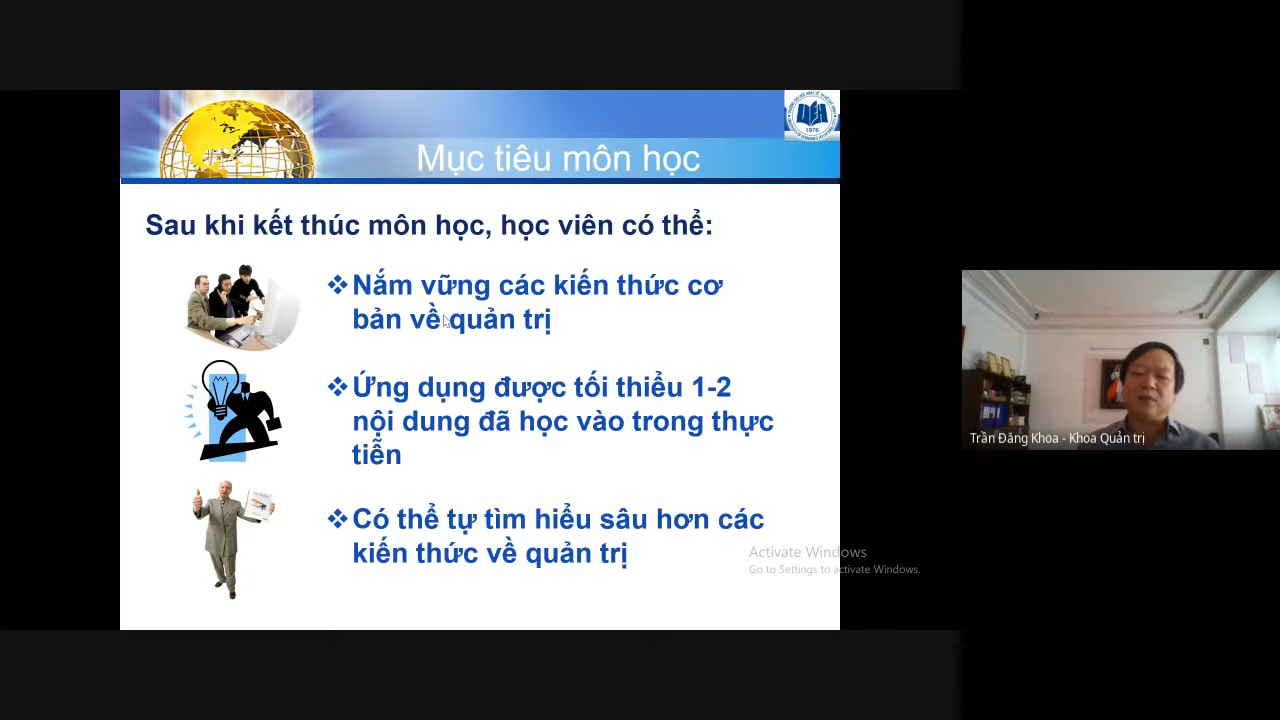 Mục tiêu môn học
1976
Sau khi kết thúc môn học, học viên có thể:
❖Nắm vững các kiến thức cơ
bản về quản trị
❖Ứng dụng được tối thiểu 1-2
nội dung đã học vào trong thực
tiễn
❖Có thể tự tìm hiểu sâu hơn các
kiến thức về quản trị
Activate Windows
Go to Settings to activate Windows.
Trần Đăng Khoa - Khoa Quản trị